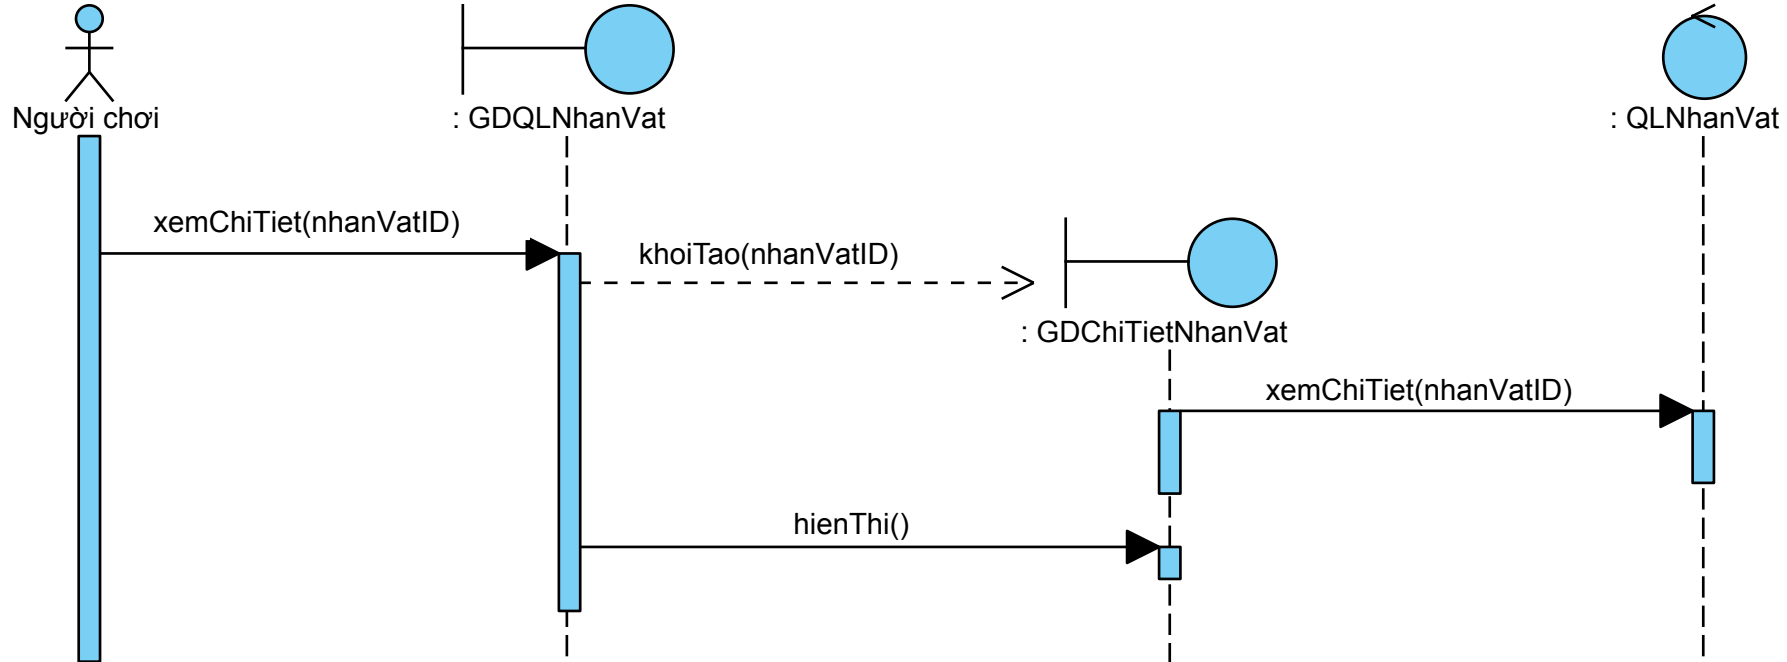 Người chơi
: GDQLNhanVat
: QLNhanVat
xemChiTiet(nhanVatID)
khoiTao(nhanVatID)
: GDChiTietNhanVat
xemChiTiet(nhanVatID)
hienThi()